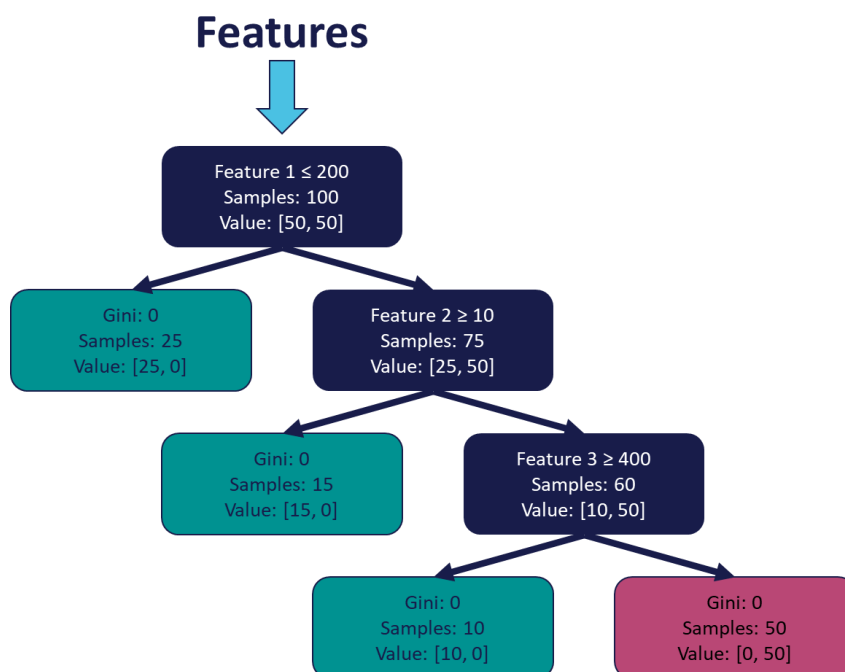 Features
Feature 1 ≤ 200
Samples: 100
Value: [50, 50]
Gini: 0
Samples: 25
Value: [25, 0]
Feature 2 ≥ 10
Samples: 75
Value: [25, 50]
Gini: 0
Samples: 15
Value: [15, 0]
Feature 3 ≥ 400
Samples: 60
Value: [10, 50]
Gini: 0
Samples: 10
Value: [10, 0]
Gini: 0
Samples: 50
Value: [0, 50]